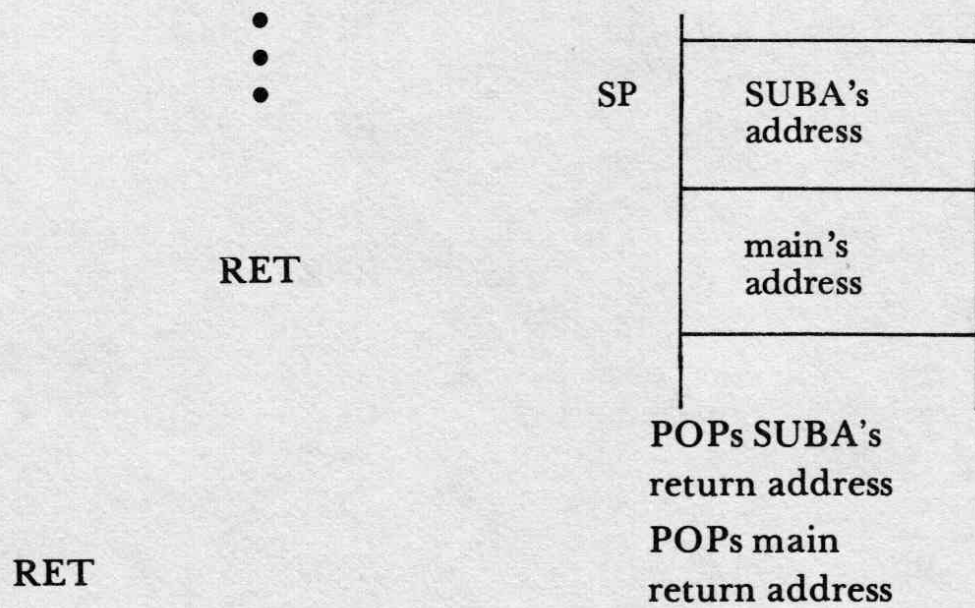 SP
SUBA's
address
main's
address
RET
POPs SUBA's
return address
POPs main
return address
RET